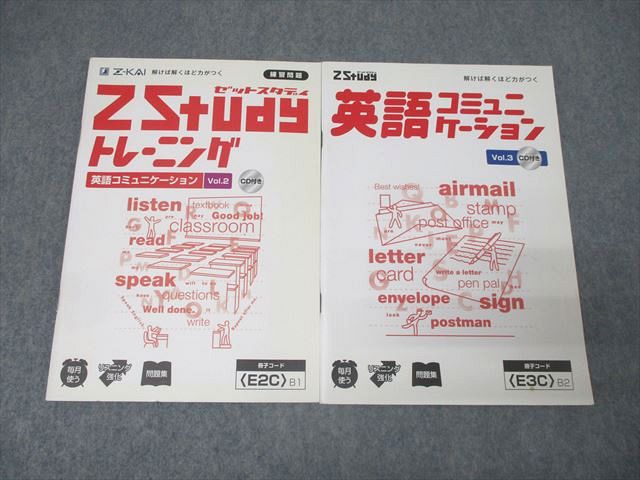 Z-KAI 解けば解くほど力がつく
練習問題
ゼットスタディ
Z Study
トレーニング
英語コミュニケーション Vol.2 CD付き
listen
textbook
Good job!
classroom
read
speak
will
questions
Well done.
write
毎月使う
リスニング強化
問題集
冊子コード
〈E2C〉B1
Z Study
解けば解くほど力がつく
英語コミュニケーション
Vol.3 CD付き
Best wishes!
airmail
stamp
post office
may
are
never
letter
card
write a letter
pen pal
envelope
sign
look
postman
毎月使う
リスニング強化
問題集
冊子コード
〈E3C〉B2